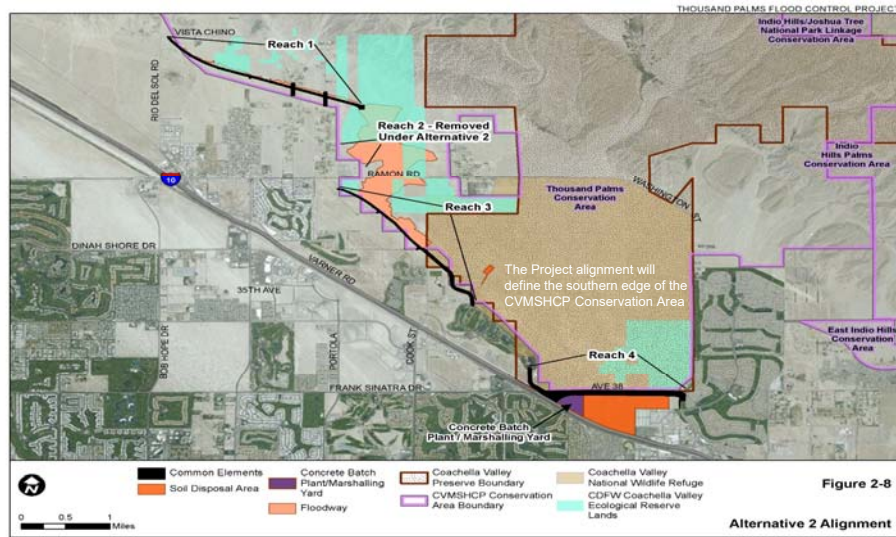 THOUSAND PALMS FLOOD CONTROL PROJECT
VISTA CHINO
Reach 1
RIO DEL SOL RD
Indio Hills/Joshua Tree
National Park Linkage
Conservation Area
Reach 2 - Removed
Under Alternative 2
RAMON RD
10
Indio
Hills Palms
Conservation Area
Thousand Palms
Conservation
Area
WASHINGTON ST
Reach 3
DINAH SHORE DR
VARNER RD
The Project alignment will
define the southern edge of the
CVMSHCP Conservation Area
35TH AVE
BOB HOPE DR
PORTOLA
COOK ST
East Indio Hills
Conservation
Area
Reach 4
FRANK SINATRA DR
AVE 38
Concrete Batch
Plant / Marshalling Yard
N
0 0.5 1
Miles
Common Elements
Soil Disposal Area
Concrete Batch
Plant/Marshalling
Yard
Floodway
Coachella Valley
Preserve Boundary
CVMSHCP Conservation
Area Boundary
Coachella Valley
National Wildlife Refuge
CDFW Coachella Valley
Ecological Reserve
Lands
Figure 2-8
Alternative 2 Alignment